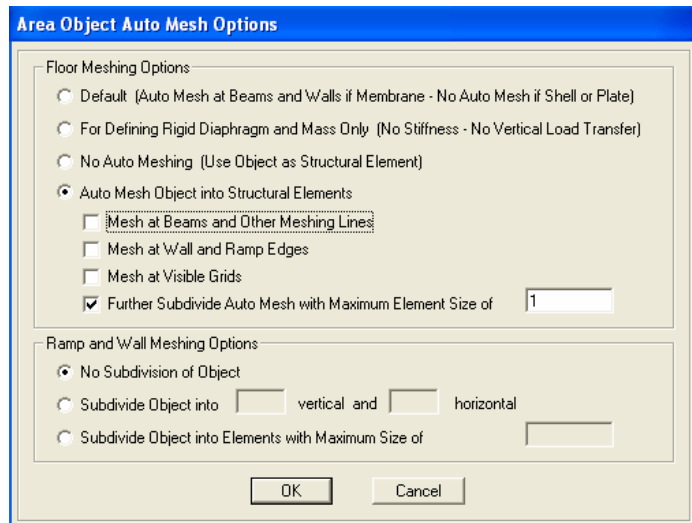 Area Object Auto Mesh Options
Floor Meshing Options
Default (Auto Mesh at Beams and Walls if Membrane - No Auto Mesh if Shell or Plate)
For Defining Rigid Diaphragm and Mass Only (No Stiffness - No Vertical Load Transfer)
No Auto Meshing (Use Object as Structural Element)
Auto Mesh Object into Structural Elements
Mesh at Beams and Other Meshing Lines
Mesh at Wall and Ramp Edges
Mesh at Visible Grids
Further Subdivide Auto Mesh with Maximum Element Size of 1
Ramp and Wall Meshing Options
No Subdivision of Object
Subdivide Object into vertical and horizontal
Subdivide Object into Elements with Maximum Size of
OK Cancel